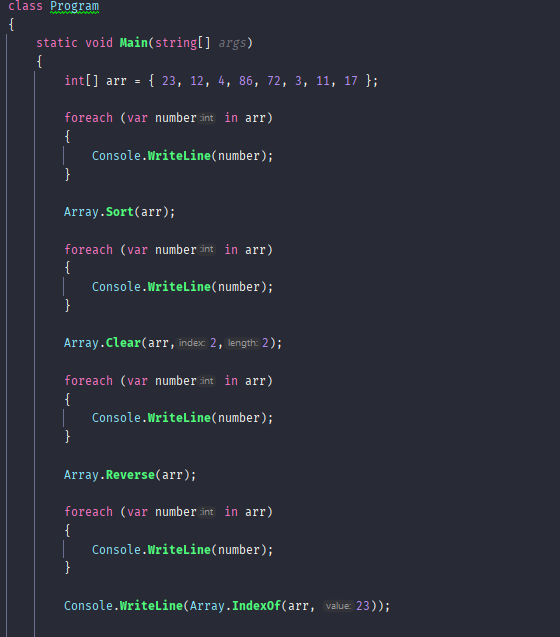 class Program
{
static void Main(string[] args)
{
int[] arr = { 23, 12, 4, 86, 72, 3, 11, 17 };
foreach (var number :int in arr)
{
Console.WriteLine(number);
}
Array.Sort(arr);
foreach (var number :int in arr)
{
Console.WriteLine(number);
}
Array.Clear(arr, index: 2, length: 2);
foreach (var number :int in arr)
{
Console.WriteLine(number);
}
Array.Reverse(arr);
foreach (var number :int in arr)
{
Console.WriteLine(number);
}
Console.WriteLine(Array.IndexOf(arr, value: 23));